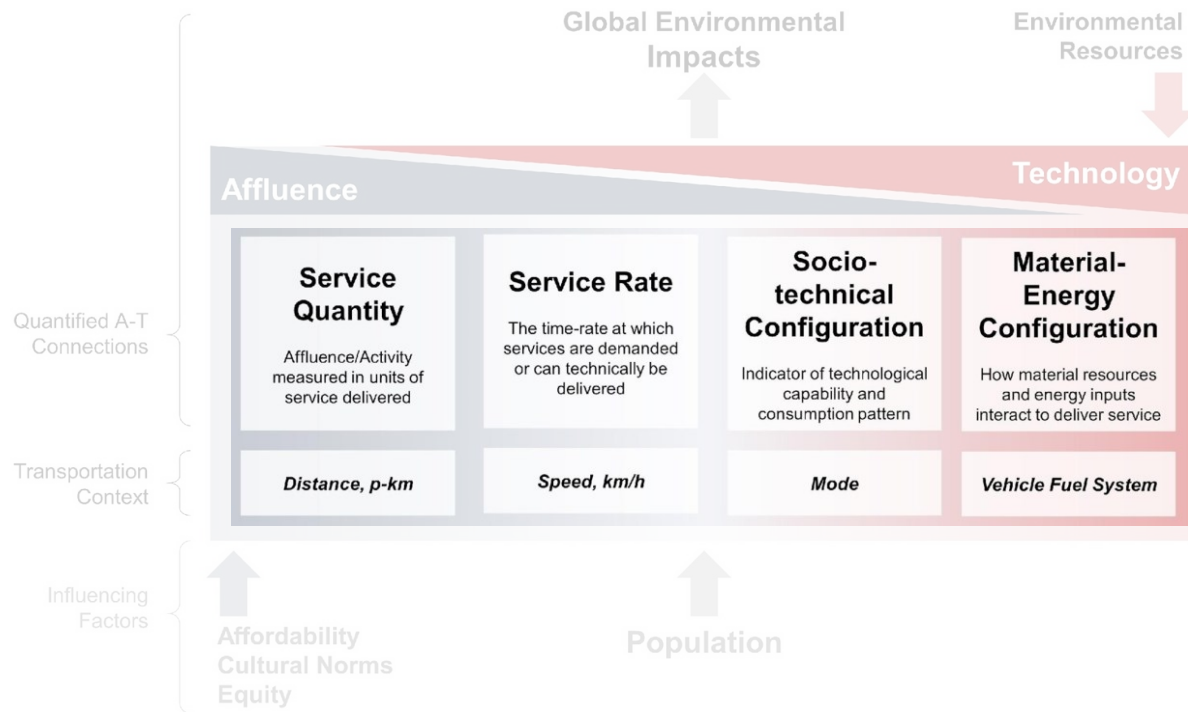 Global Environmental
Impacts
Environmental
Resources
Affluence
Technology
Quantified A-T
Connections
Service
Quantity
Affluence/Activity
measured in units of
service delivered
Service Rate
The time-rate at which
services are demanded
or can technically be
delivered
Socio-
technical
Configuration
Indicator of technological
capability and
consumption pattern
Material-
Energy
Configuration
How material resources
and energy inputs
interact to deliver service
Transportation
Context
Distance, p-km
Speed, km/h
Mode
Vehicle Fuel System
Influencing
Factors
Affordability
Cultural Norms
Equity
Population